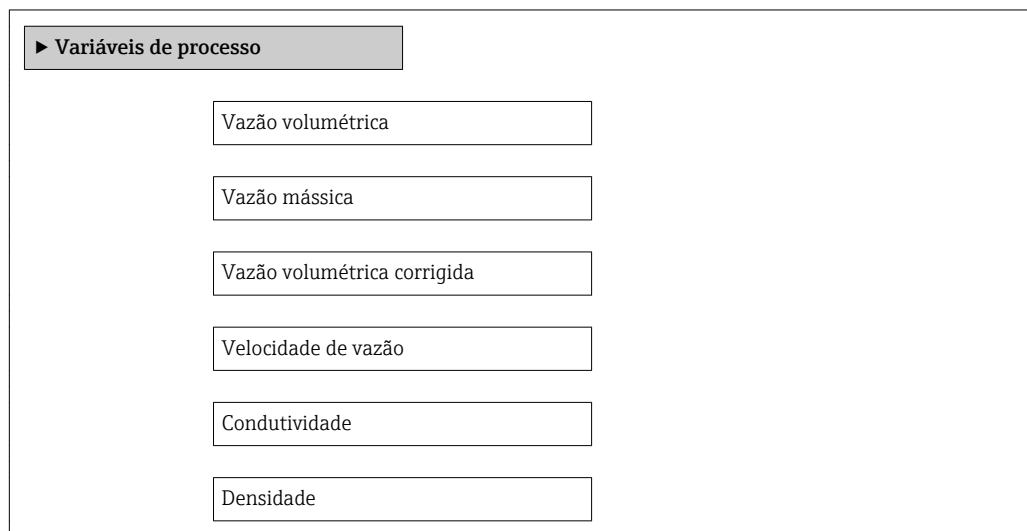 ▶ Variáveis de processo
Vazão volumétrica
Vazão mássica
Vazão volumétrica corrigida
Velocidade de vazão
Condutividade
Densidade